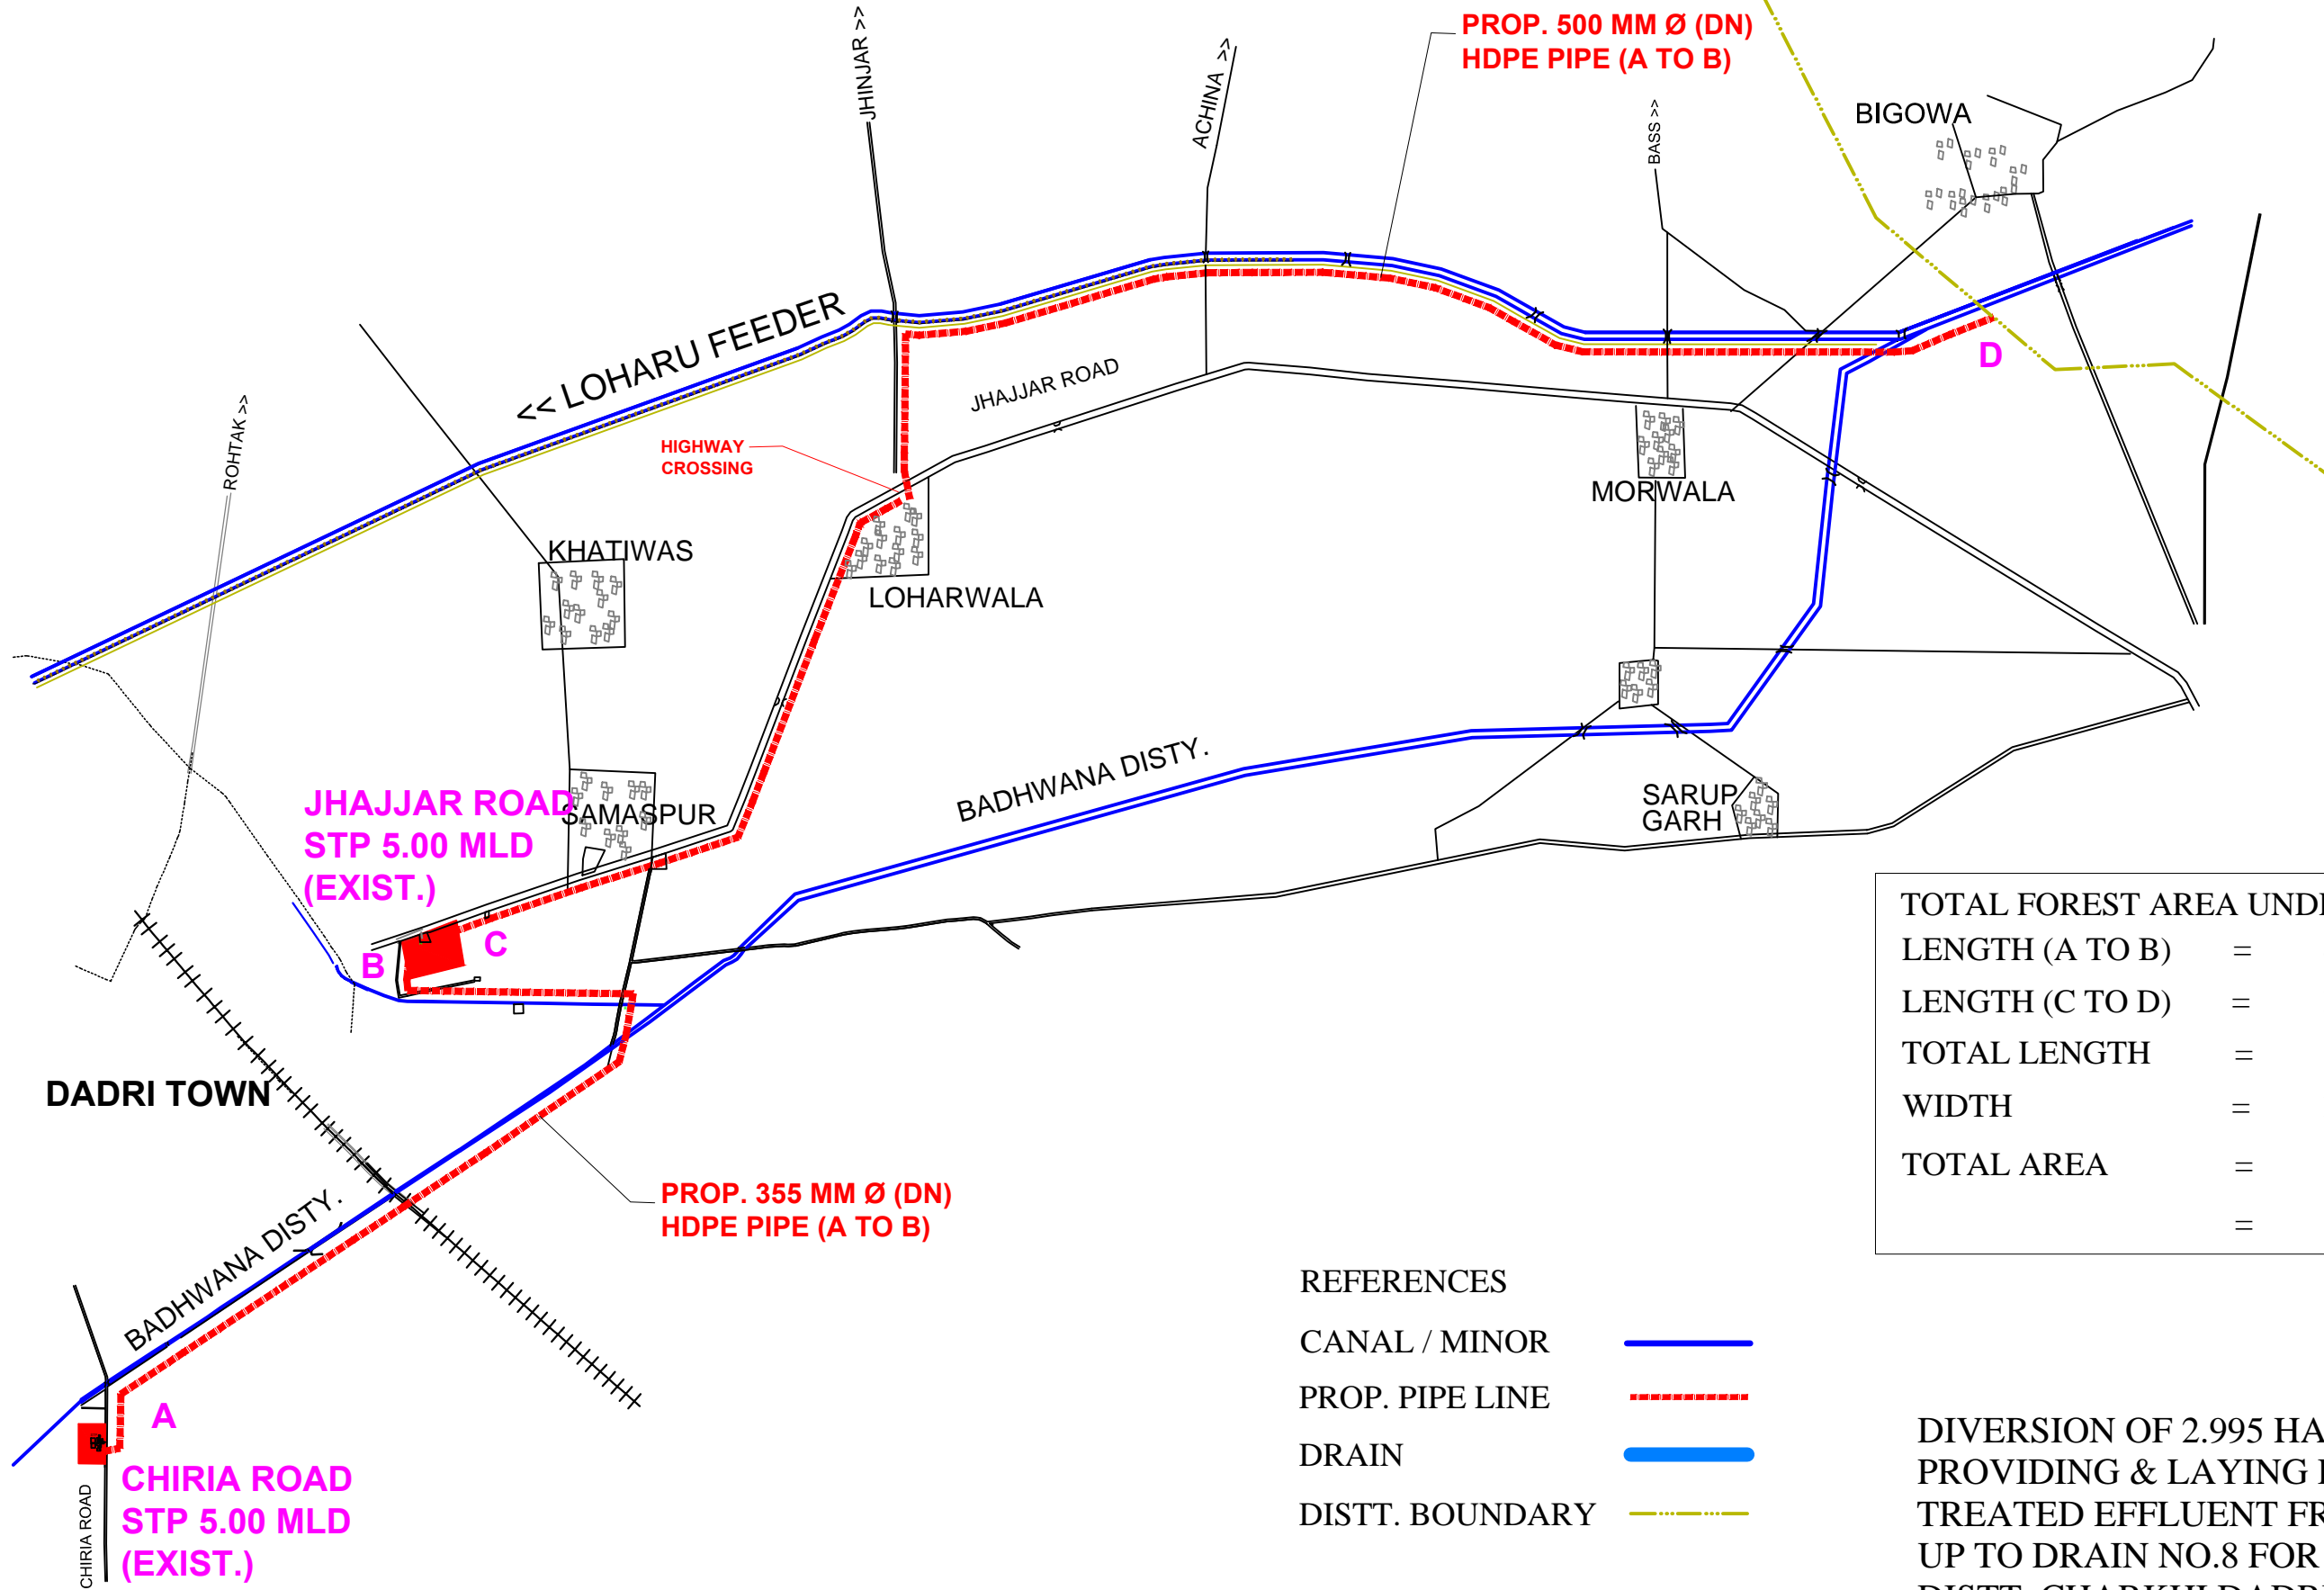 PROP. 500 MM Ø (DN)
HDPE PIPE (A TO B)
JHINJAR >>
ACHINA >>
BASS >>
BIGOWA
<< LOHARU FEEDER
ROHTAK >>
JHAJJAR ROAD
D
HIGHWAY
CROSSING
MORWALA
KHATIWAS
LOHARWALA
BADHWANA DISTY.
JHAJJAR ROAD
STP 5.00 MLD
(EXIST.)
SAMASPUR
SARUP
GARH
B
C
DADRI TOWN
PROP. 355 MM Ø (DN)
HDPE PIPE (A TO B)
BADHWANA DISTY.
A
CHIRIA ROAD
STP 5.00 MLD
(EXIST.)
CHIRIA ROAD
TOTAL FOREST AREA UND
LENGTH (A TO B) =
LENGTH (C TO D) =
TOTAL LENGTH =
WIDTH =
TOTAL AREA =
=
REFERENCES
CANAL / MINOR
PROP. PIPE LINE
DRAIN
DISTT. BOUNDARY
DIVERSION OF 2.995 HA
PROVIDING & LAYING
TREATED EFFLUENT FR
UP TO DRAIN NO.8 FOR
DISTT. CHARKHI DADR